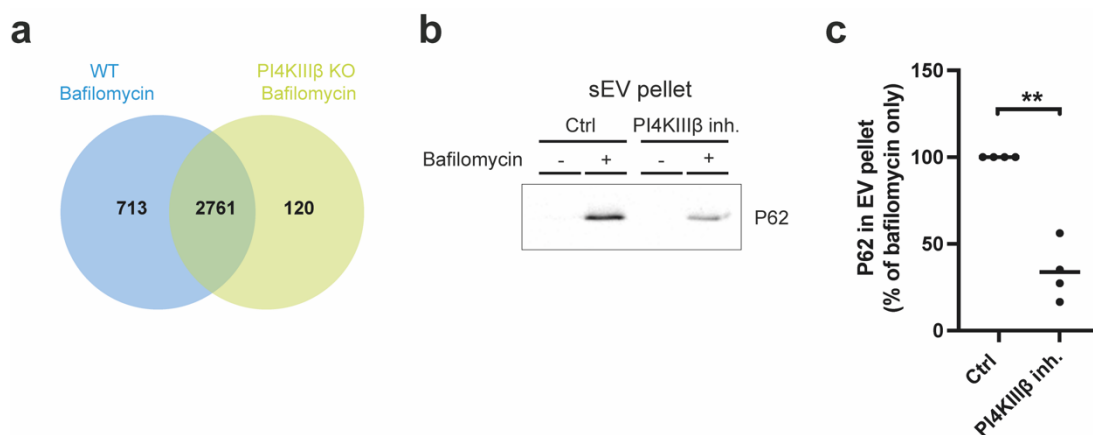 a
WT
Bafilomycin
PI4KIIIβ KO
Bafilomycin
713
2761
120
b
sEV pellet
Ctrl
PI4KIIIβ inh.
Bafilomycin - + - +
P62
c
P62 in EV pellet
(% of bafilomycin only)
150
100
50
0
**
Ctrl
PI4KIIIβ inh.